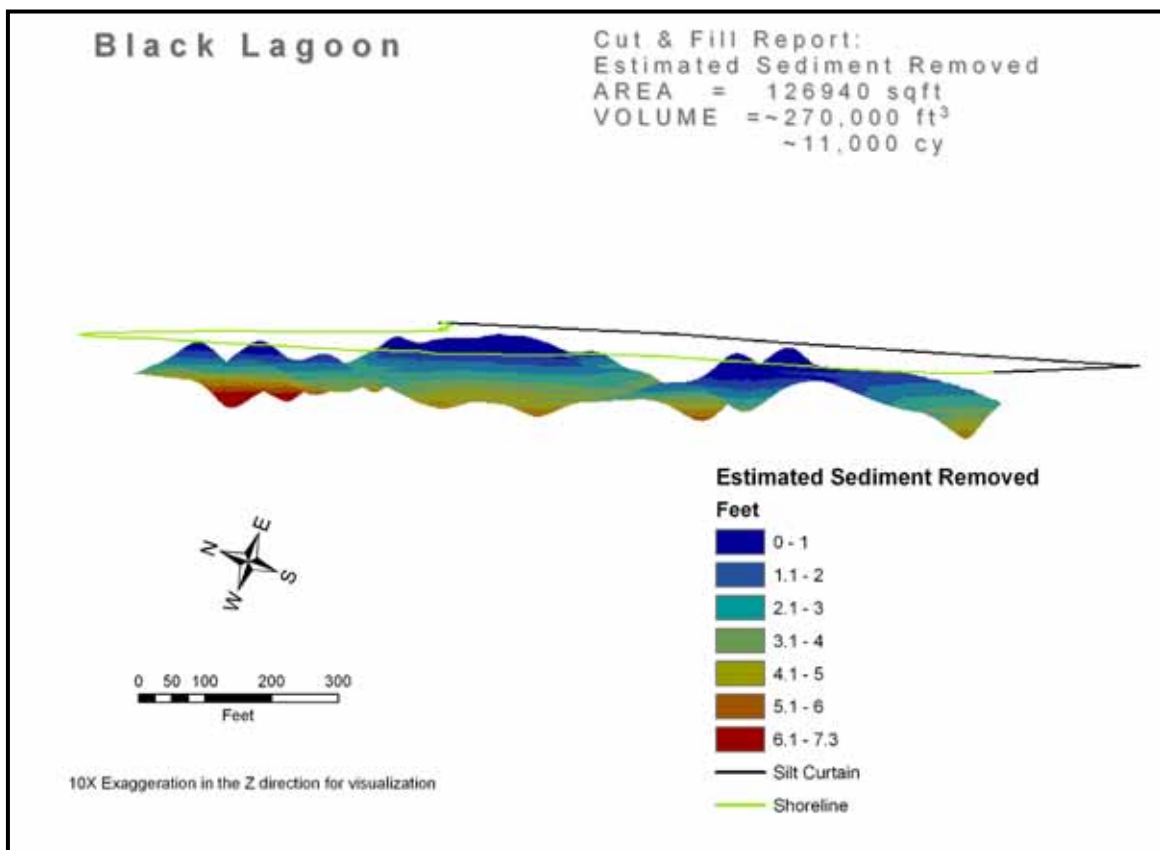 Black Lagoon
Cut & Fill Report:
Estimated Sediment Removed
AREA = 126940 sqft
VOLUME =~270,000 ft³
~11,000 cy
Estimated Sediment Removed
Feet
0 - 1
1.1 - 2
2.1 - 3
3.1 - 4
4.1 - 5
5.1 - 6
6.1 - 7.3
Silt Curtain
Shoreline
N
E
S
W
0 50 100 200 300
Feet
10X Exaggeration in the Z direction for visualization